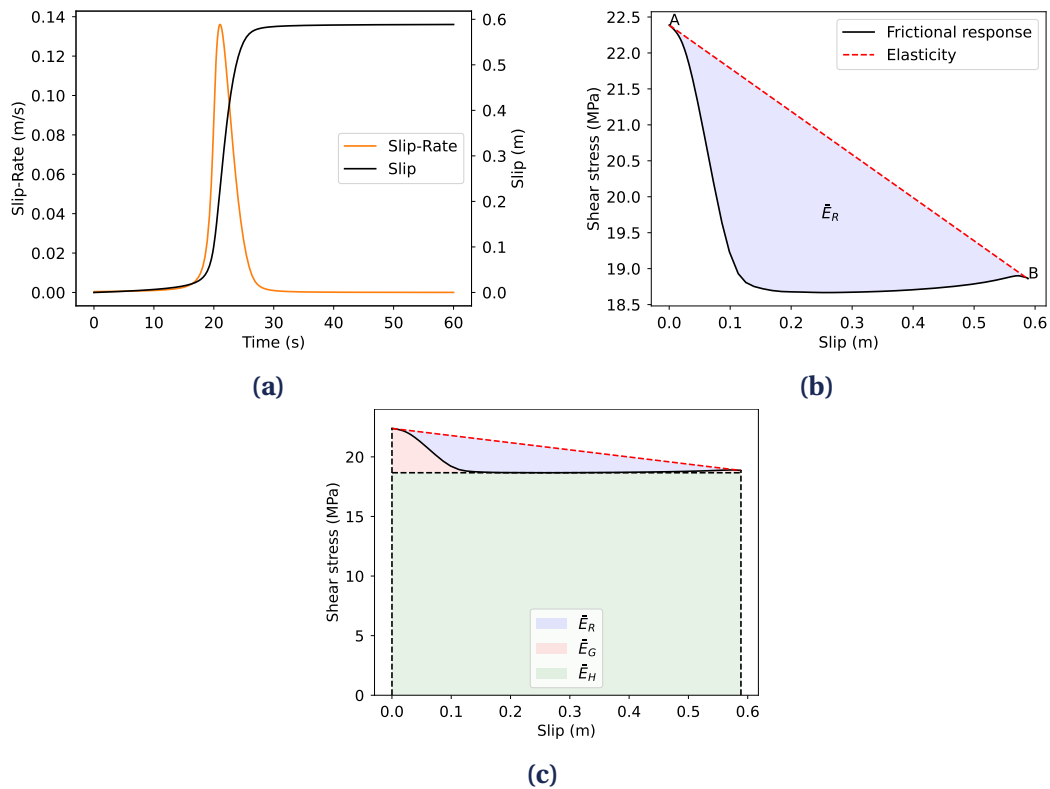 0.14
0.12
0.10
0.08
0.06
0.04
0.02
0.00
Slip-Rate (m/s)
0.6
0.5
0.4
0.3
0.2
0.1
0.0
Slip (m)
Slip-Rate
Slip
0 10 20 30 40 50 60
Time (s)
(a)
22.5
22.0
21.5
21.0
20.5
20.0
19.5
19.0
18.5
Shear stress (MPa)
A
Frictional response
Elasticity
Ē_R
B
0.0 0.1 0.2 0.3 0.4 0.5 0.6
Slip (m)
(b)
20
15
10
5
0
Shear stress (MPa)
Ē_R
Ē_G
Ē_H
0.0 0.1 0.2 0.3 0.4 0.5 0.6
Slip (m)
(c)